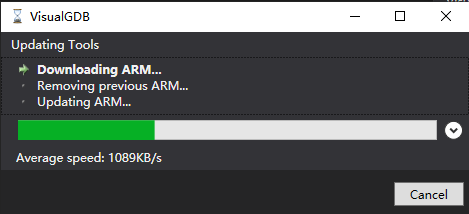 VisualGDB
Updating Tools
Downloading ARM...
Removing previous ARM...
Updating ARM...
Average speed: 1089KB/s
Cancel